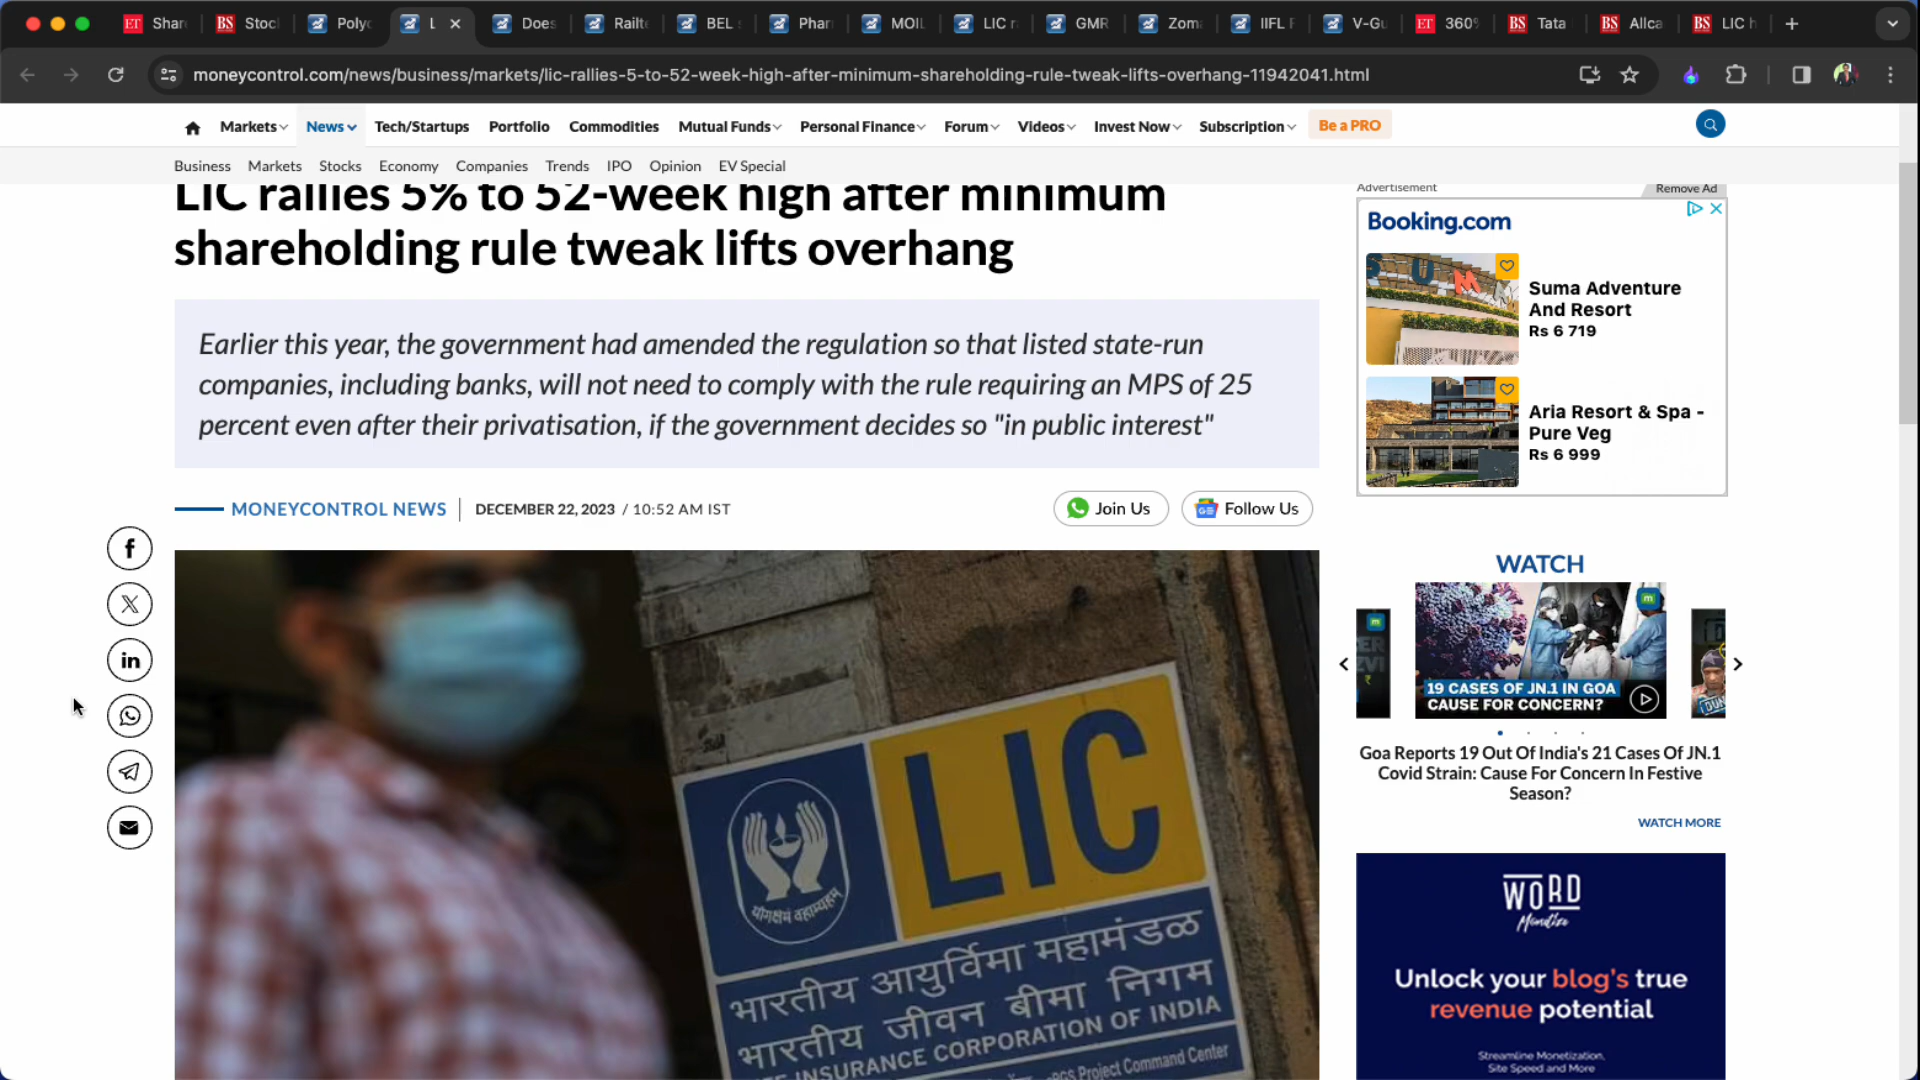 Shar
Stoc
Polyc
L
Does
Railte
BEL s
Phar
MOIL
LIC r
GMR
Zom
IIFL F
V-Gu
360°
Tata
Allca
LIC h
moneycontrol.com/news/business/markets/lic-rallies-5-to-52-week-high-after-minimum-shareholding-rule-tweak-lifts-overhang-11942041.html
Markets News Tech/Startups Portfolio Commodities Mutual Funds Personal Finance Forum Videos Invest Now Subscription Be a PRO
Business Markets Stocks Economy Companies Trends IPO Opinion EV Special
LIC rallies 5% to 52-week high after minimum
shareholding rule tweak lifts overhang
Earlier this year, the government had amended the regulation so that listed state-run
companies, including banks, will not need to comply with the rule requiring an MPS of 25
percent even after their privatisation, if the government decides so "in public interest"
MONEYCONTROL NEWS DECEMBER 22, 2023 / 10:52 AM IST
Join Us
Follow Us
LIC
योगक्षेमं वहाम्यहम्
भारतीय आयुर्विमा महामंडळ
भारतीय जीवन बीमा निगम
INSURANCE CORPORATION OF INDIA
Project Command Center
Advertisement
Remove Ad
Booking.com
Suma Adventure
And Resort
Rs 6 719
Aria Resort & Spa -
Pure Veg
Rs 6 999
WATCH
19 CASES OF JN.1 IN GOA
CAUSE FOR CONCERN?
Goa Reports 19 Out Of India's 21 Cases Of JN.1
Covid Strain: Cause For Concern In Festive
Season?
WATCH MORE
WORD
Monetize
Unlock your blog's true
revenue potential
Streamline Monetization,
Site Speed and More